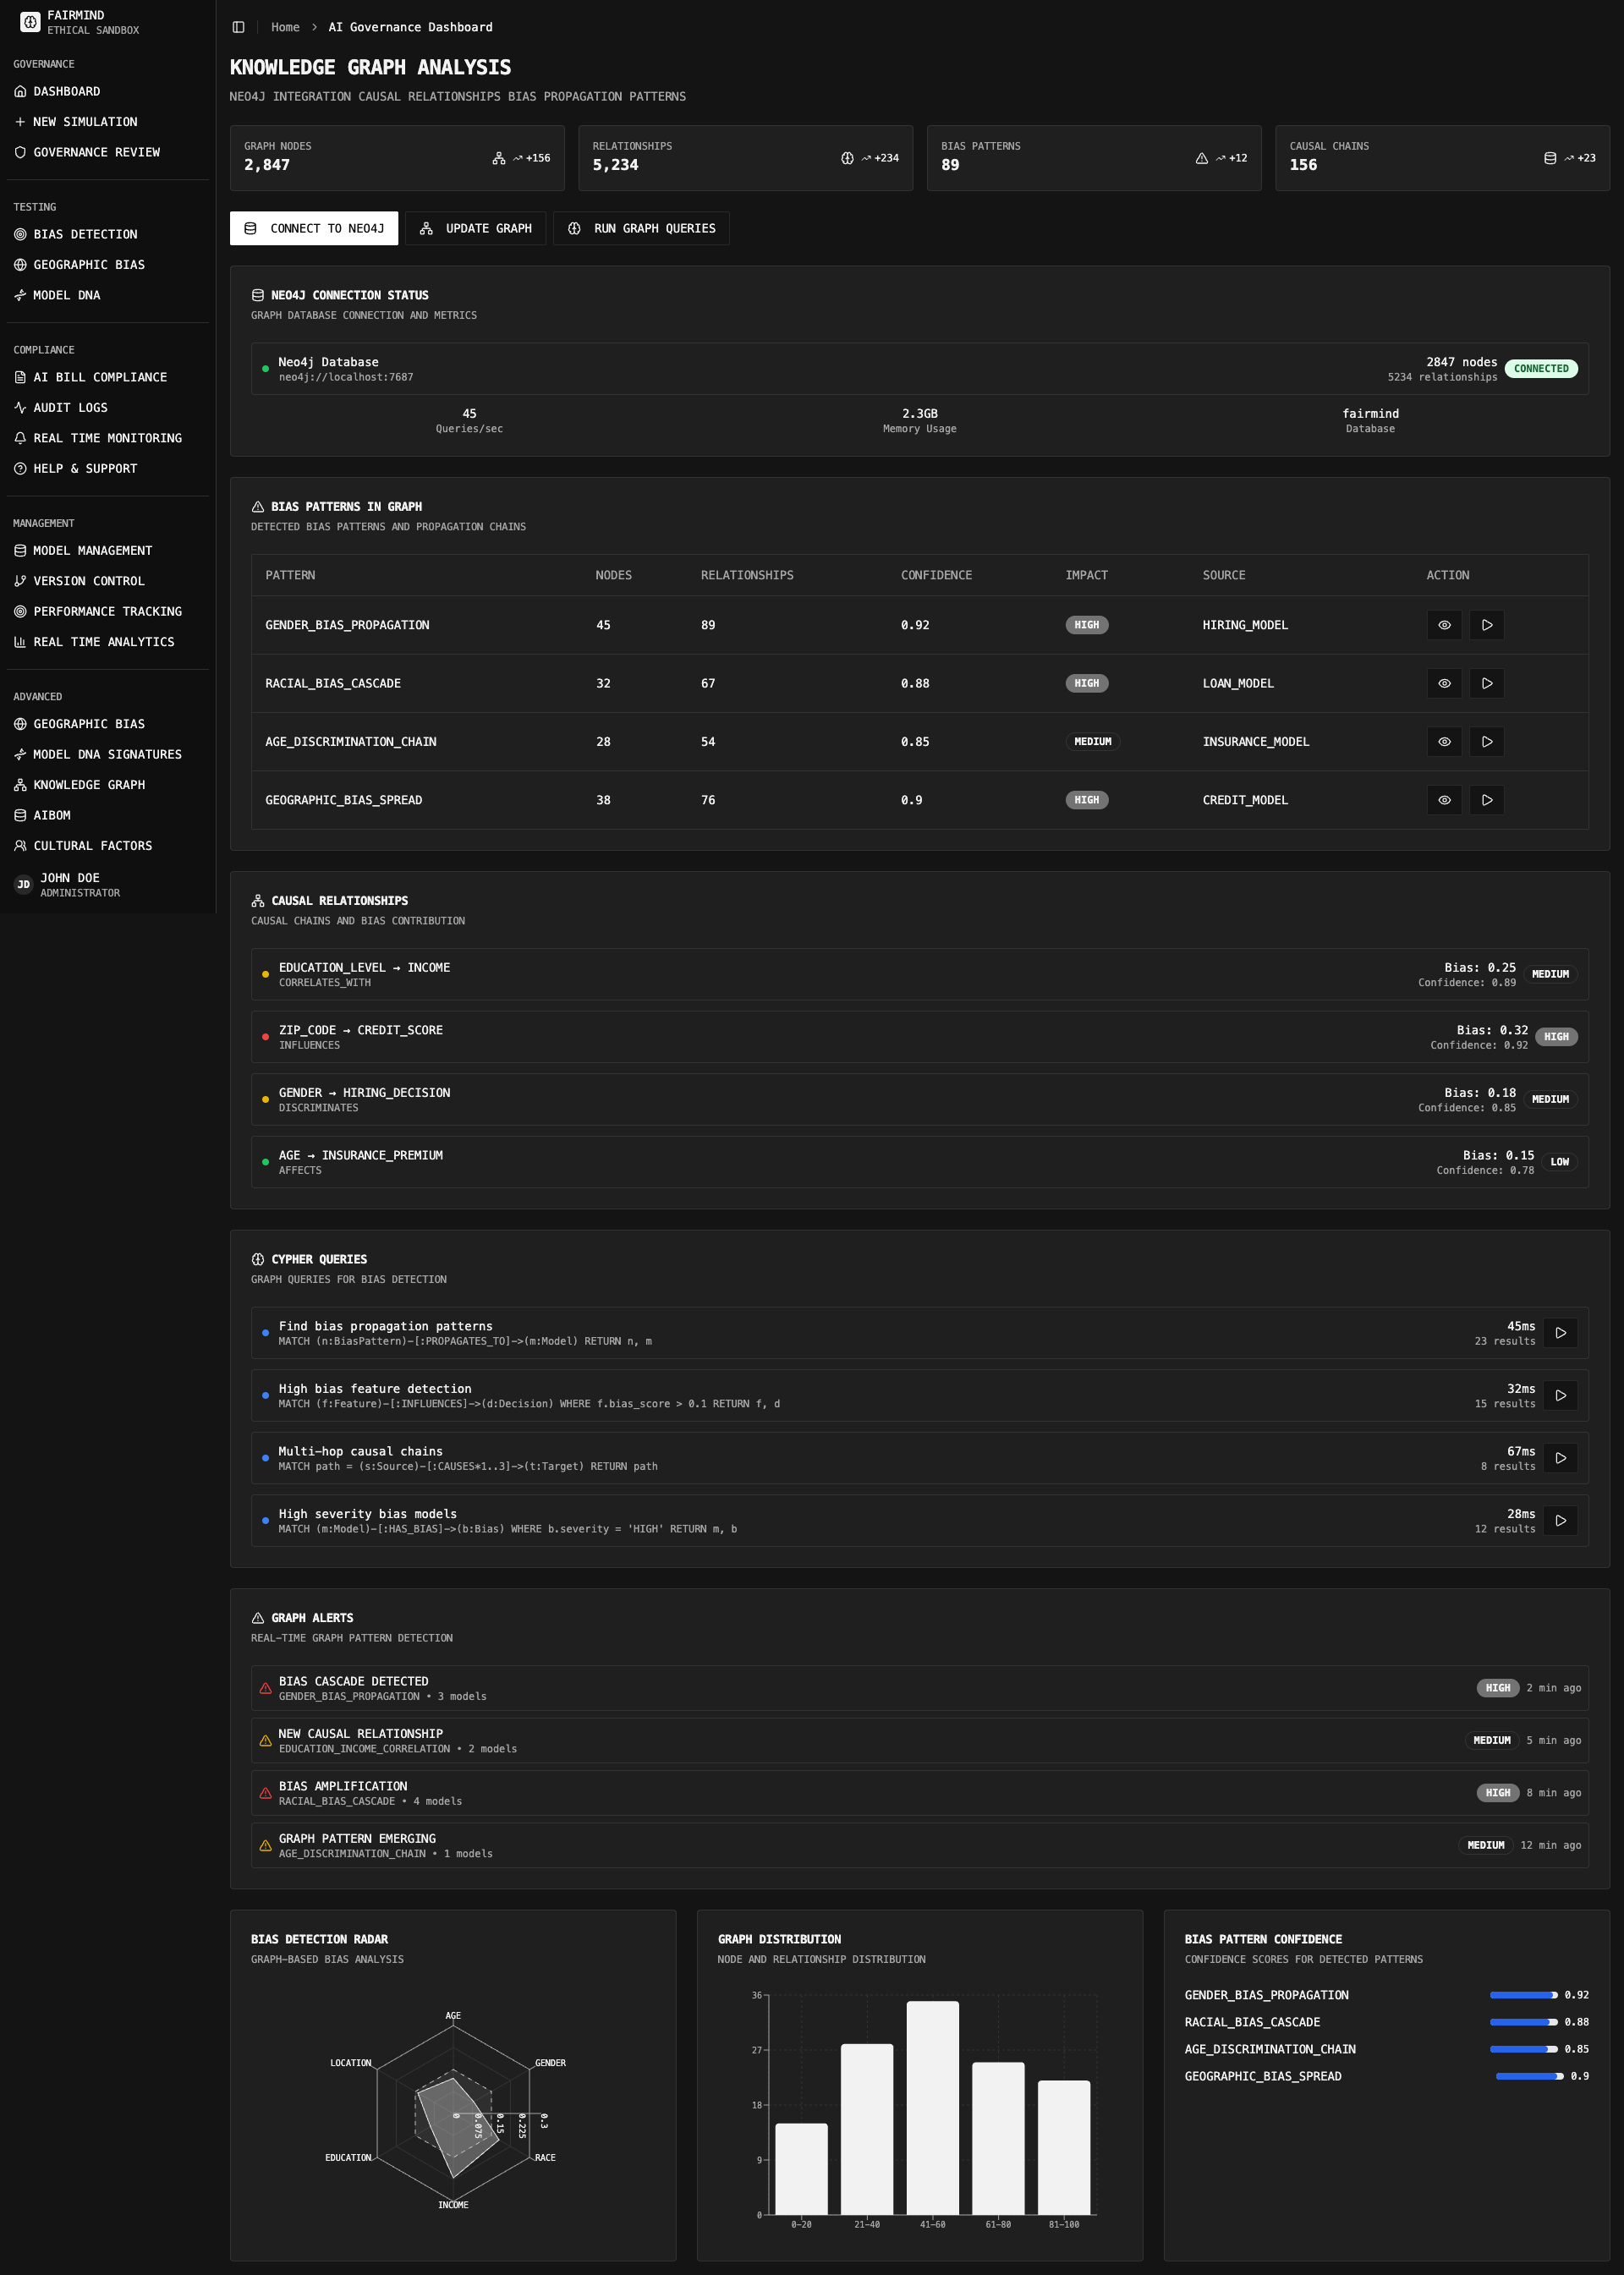 FAIRMIND
ETHICAL SANDBOX
GOVERNANCE
DASHBOARD
NEW SIMULATION
GOVERNANCE REVIEW
TESTING
BIAS DETECTION
GEOGRAPHIC BIAS
MODEL DNA
COMPLIANCE
AI BILL COMPLIANCE
AUDIT LOGS
REAL TIME MONITORING
HELP & SUPPORT
MANAGEMENT
MODEL MANAGEMENT
VERSION CONTROL
PERFORMANCE TRACKING
REAL TIME ANALYTICS
ADVANCED
GEOGRAPHIC BIAS
MODEL DNA SIGNATURES
KNOWLEDGE GRAPH
AIBOM
CULTURAL FACTORS
JD
JOHN DOE
ADMINISTRATOR
Home > AI Governance Dashboard
KNOWLEDGE GRAPH ANALYSIS
NEO4J INTEGRATION CAUSAL RELATIONSHIPS BIAS PROPAGATION PATTERNS
GRAPH NODES
2,847
+156
RELATIONSHIPS
5,234
+234
BIAS PATTERNS
89
+12
CAUSAL CHAINS
156
+23
CONNECT TO NEO4J
UPDATE GRAPH
RUN GRAPH QUERIES
NEO4J CONNECTION STATUS
GRAPH DATABASE CONNECTION AND METRICS
Neo4j Database
neo4j://localhost:7687
2847 nodes
5234 relationships
CONNECTED
45
Queries/sec
2.3GB
Memory Usage
fairmind
Database
BIAS PATTERNS IN GRAPH
DETECTED BIAS PATTERNS AND PROPAGATION CHAINS
PATTERN NODES RELATIONSHIPS CONFIDENCE IMPACT SOURCE ACTION
GENDER_BIAS_PROPAGATION 45 89 0.92 HIGH HIRING_MODEL
RACIAL_BIAS_CASCADE 32 67 0.88 HIGH LOAN_MODEL
AGE_DISCRIMINATION_CHAIN 28 54 0.85 MEDIUM INSURANCE_MODEL
GEOGRAPHIC_BIAS_SPREAD 38 76 0.9 HIGH CREDIT_MODEL
CAUSAL RELATIONSHIPS
CAUSAL CHAINS AND BIAS CONTRIBUTION
EDUCATION_LEVEL → INCOME
CORRELATES_WITH
Bias: 0.25
Confidence: 0.89
MEDIUM
ZIP_CODE → CREDIT_SCORE
INFLUENCES
Bias: 0.32
Confidence: 0.92
HIGH
GENDER → HIRING_DECISION
DISCRIMINATES
Bias: 0.18
Confidence: 0.85
MEDIUM
AGE → INSURANCE_PREMIUM
AFFECTS
Bias: 0.15
Confidence: 0.78
LOW
CYPHER QUERIES
GRAPH QUERIES FOR BIAS DETECTION
Find bias propagation patterns
MATCH (n:BiasPattern)-[:PROPAGATES_TO]->(m:Model) RETURN n, m
45ms
23 results
High bias feature detection
MATCH (f:Feature)-[:INFLUENCES]->(d:Decision) WHERE f.bias_score > 0.1 RETURN f, d
32ms
15 results
Multi-hop causal chains
MATCH path = (s:Source)-[:CAUSES*1..3]->(t:Target) RETURN path
67ms
8 results
High severity bias models
MATCH (m:Model)-[:HAS_BIAS]->(b:Bias) WHERE b.severity = 'HIGH' RETURN m, b
28ms
12 results
GRAPH ALERTS
REAL-TIME GRAPH PATTERN DETECTION
BIAS CASCADE DETECTED
GENDER_BIAS_PROPAGATION • 3 models
HIGH 2 min ago
NEW CAUSAL RELATIONSHIP
EDUCATION_INCOME_CORRELATION • 2 models
MEDIUM 5 min ago
BIAS AMPLIFICATION
RACIAL_BIAS_CASCADE • 4 models
HIGH 8 min ago
GRAPH PATTERN EMERGING
AGE_DISCRIMINATION_CHAIN • 1 models
MEDIUM 12 min ago
BIAS DETECTION RADAR
GRAPH-BASED BIAS ANALYSIS
AGE
GENDER
RACE
INCOME
EDUCATION
LOCATION
0
0.075
0.15
0.225
0.3
GRAPH DISTRIBUTION
NODE AND RELATIONSHIP DISTRIBUTION
36
27
18
9
0
0-20 21-40 41-60 61-80 81-100
BIAS PATTERN CONFIDENCE
CONFIDENCE SCORES FOR DETECTED PATTERNS
GENDER_BIAS_PROPAGATION 0.92
RACIAL_BIAS_CASCADE 0.88
AGE_DISCRIMINATION_CHAIN 0.85
GEOGRAPHIC_BIAS_SPREAD 0.9